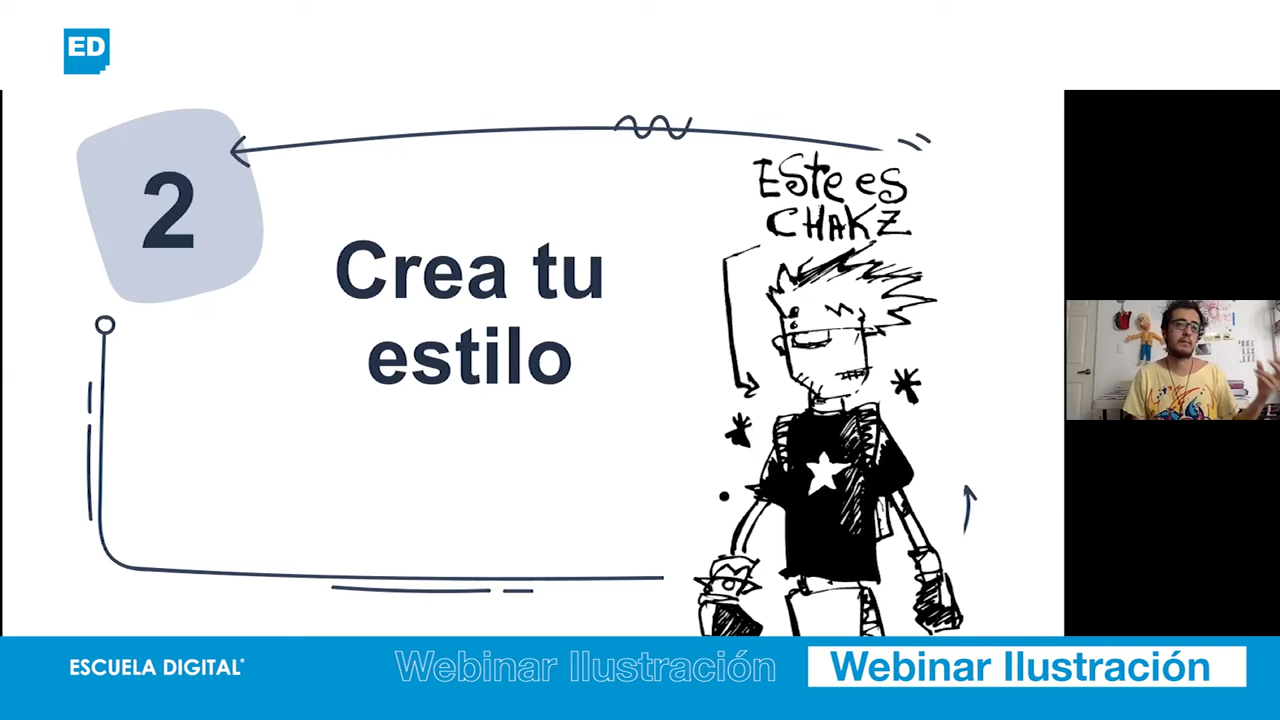 ED
2
Crea tu
estilo
Este es
CHAKZ
ESCUELA DIGITAL®
Webinar Ilustración
Webinar Ilustración